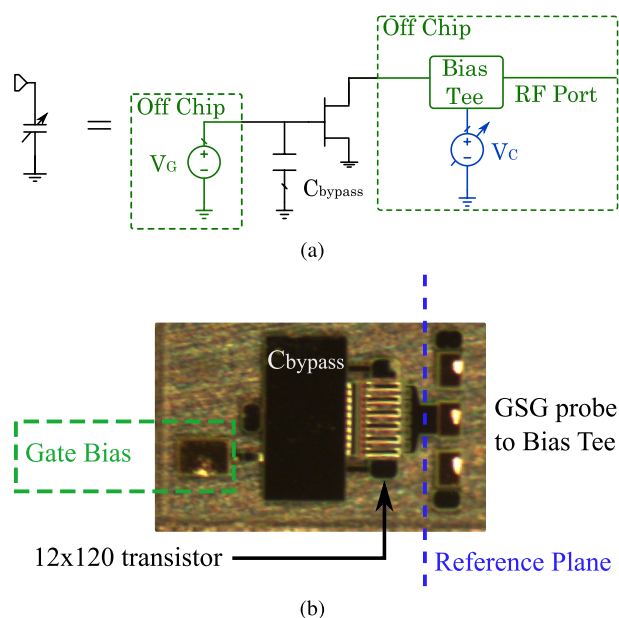 Off Chip
Bias
Tee
RF Port
Off Chip
VG
VC
Cbypass
(a)
Cbypass
GSG probe
to Bias Tee
Gate Bias
12x120 transistor
Reference Plane
(b)